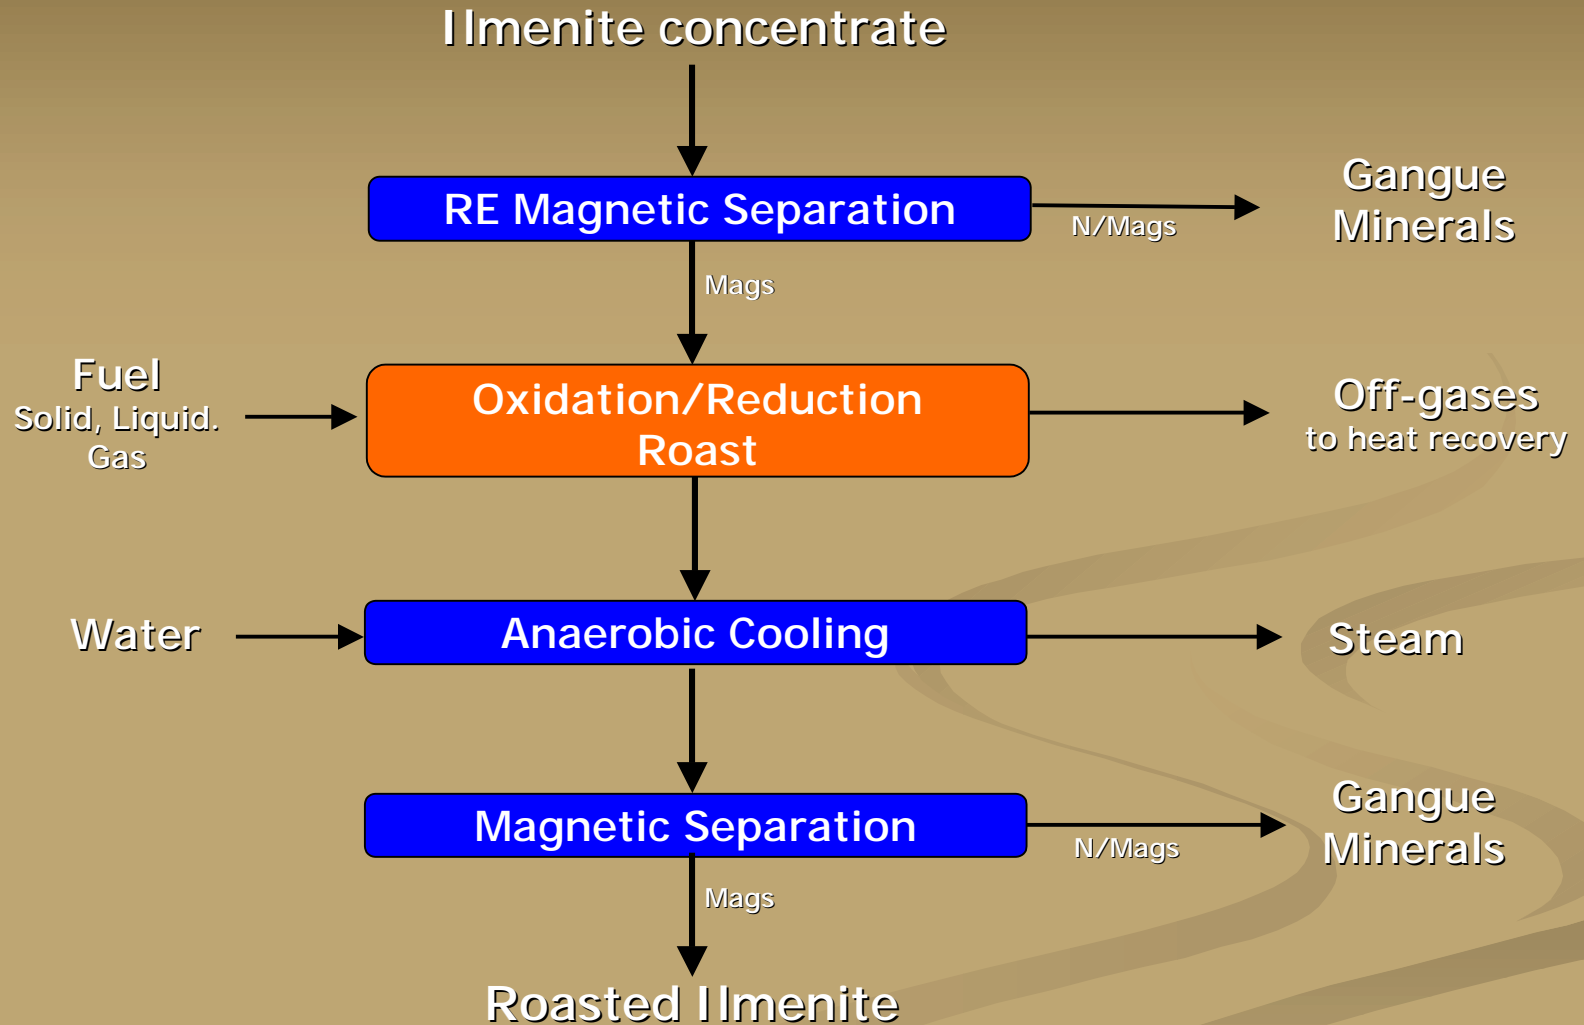 Ilmenite concentrate
RE Magnetic Separation
N/Mags
Gangue
Minerals
Mags
Fuel
Solid, Liquid.
Gas
Oxidation/Reduction
Roast
Off-gases
to heat recovery
Water
Anaerobic Cooling
Steam
Magnetic Separation
N/Mags
Gangue
Minerals
Mags
Roasted Ilmenite